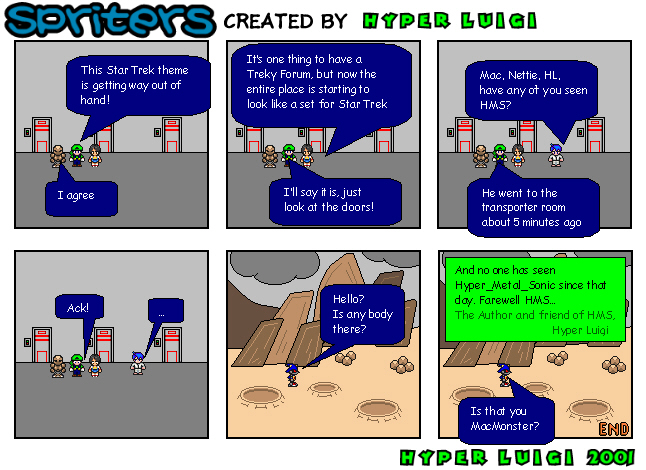 Spriters CREATED BY HYPER LUIGI
This Star Trek theme
is getting way out of
hand!
I agree
It's one thing to have a
Treky Forum, but now the
entire place is starting to
look like a set for Star Trek
I'll say it is, just
look at the doors!
Mac, Nettie, HL,
have any of you seen
HMS?
He went to the
transporter room
about 5 minutes ago
Ack!
...
Hello?
Is any body
there?
And no one has seen
Hyper_Metal_Sonic since that
day. Farewell HMS...
The Author and friend of HMS,
Hyper Luigi
Is that you
MacMonster?
END
HYPER LUIGI 2001